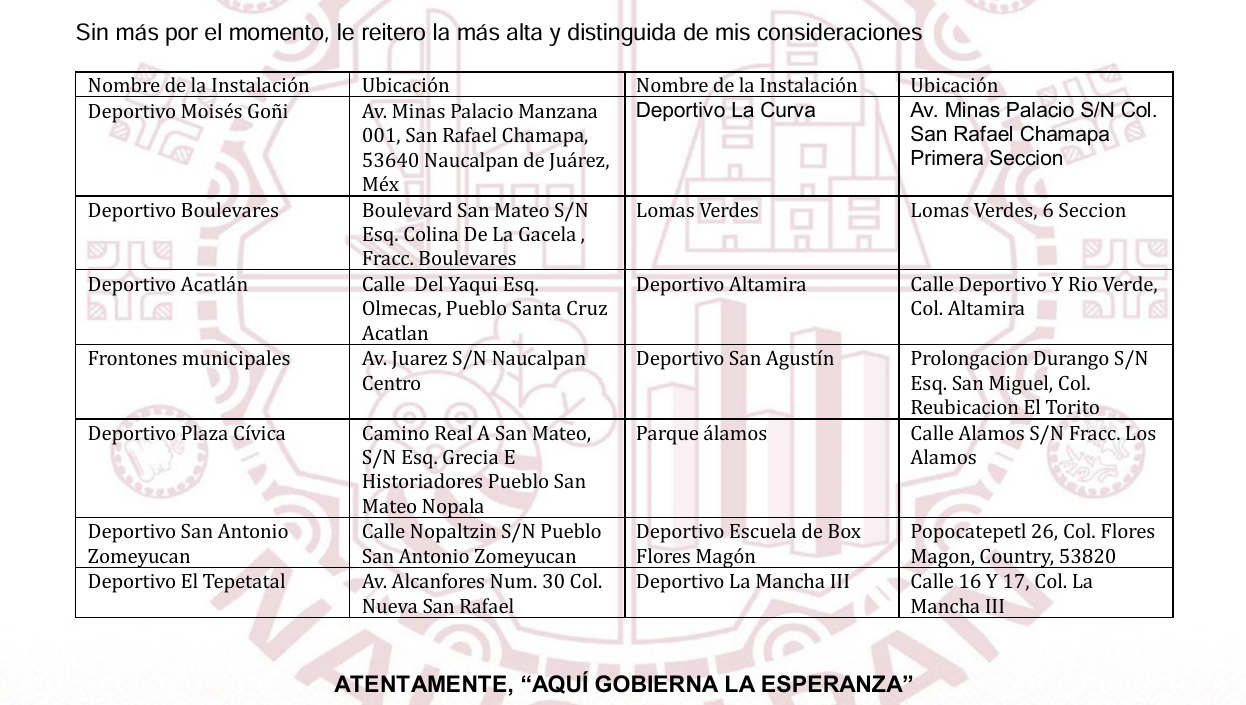 Sin más por el momento, le reitero la más alta y distinguida de mis consideraciones
Nombre de la Instalación
Ubicación
Nombre de la Instalación
Ubicación
Deportivo Moisés Goñi
Av. Minas Palacio Manzana
001, San Rafael Chamapa,
53640 Naucalpan de Juárez,
Méx
Deportivo La Curva
Av. Minas Palacio S/N Col.
San Rafael Chamapa
Primera Seccion
Deportivo Boulevares
Boulevard San Mateo S/N
Esq. Colina De La Gacela ,
Fracc. Boulevares
Lomas Verdes
Lomas Verdes, 6 Seccion
Deportivo Acatlán
Calle  Del Yaqui Esq.
Olmecas, Pueblo Santa Cruz
Acatlan
Deportivo Altamira
Calle Deportivo Y Rio Verde,
Col. Altamira
Frontones municipales
Av. Juarez S/N Naucalpan
Centro
Deportivo San Agustín
Prolongacion Durango S/N
Esq. San Miguel, Col.
Reubicacion El Torito
Deportivo Plaza Cívica
Camino Real A San Mateo,
S/N Esq. Grecia E
Historiadores Pueblo San
Mateo Nopala
Parque álamos
Calle Alamos S/N Fracc. Los
Alamos
Deportivo San Antonio
Zomeyucan
Calle Nopaltzin S/N Pueblo
San Antonio Zomeyucan
Deportivo Escuela de Box
Flores Magón
Popocatepetl 26, Col. Flores
Magon, Country, 53820
Deportivo El Tepetatal
Av. Alcanfores Num. 30 Col.
Nueva San Rafael
Deportivo La Mancha III
Calle 16 Y 17, Col. La
Mancha III
NAUCALPAN
ATENTAMENTE, “AQUÍ GOBIERNA LA ESPERANZA”